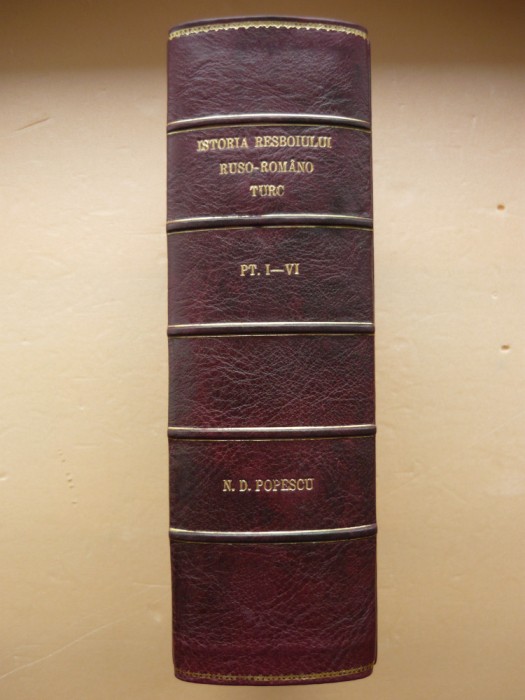 ISTORIA RESBOIULUI
RUSO-ROMÂNO
TURC
PT. I—VI
N. D. POPESCU